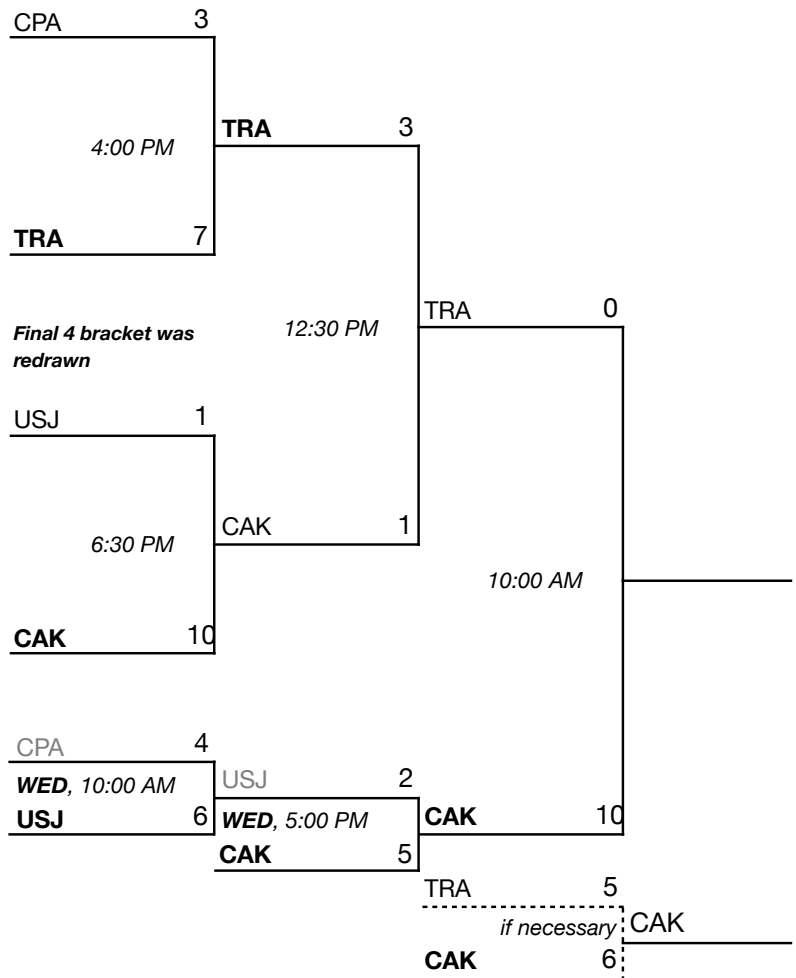 CPA 3
4:00 PM
TRA 3
TRA 7
Final 4 bracket was
redrawn
12:30 PM
TRA 0
USJ 1
6:30 PM
CAK 1
10:00 AM
CAK 10
CPA 4
WED, 10:00 AM
USJ 2
USJ 6
WED, 5:00 PM
CAK 10
CAK 5
TRA 5
if necessary
CAK
CAK 6